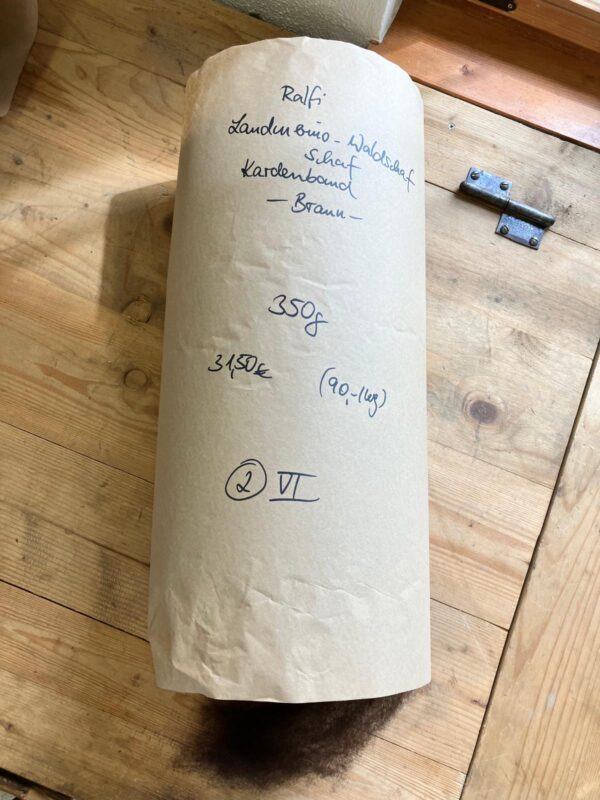 Ralfi
Landmerino-Waldschaf
Schaf
Kardenband
- Braun -
350g
31,50€ (90,-/kg)
2 VI